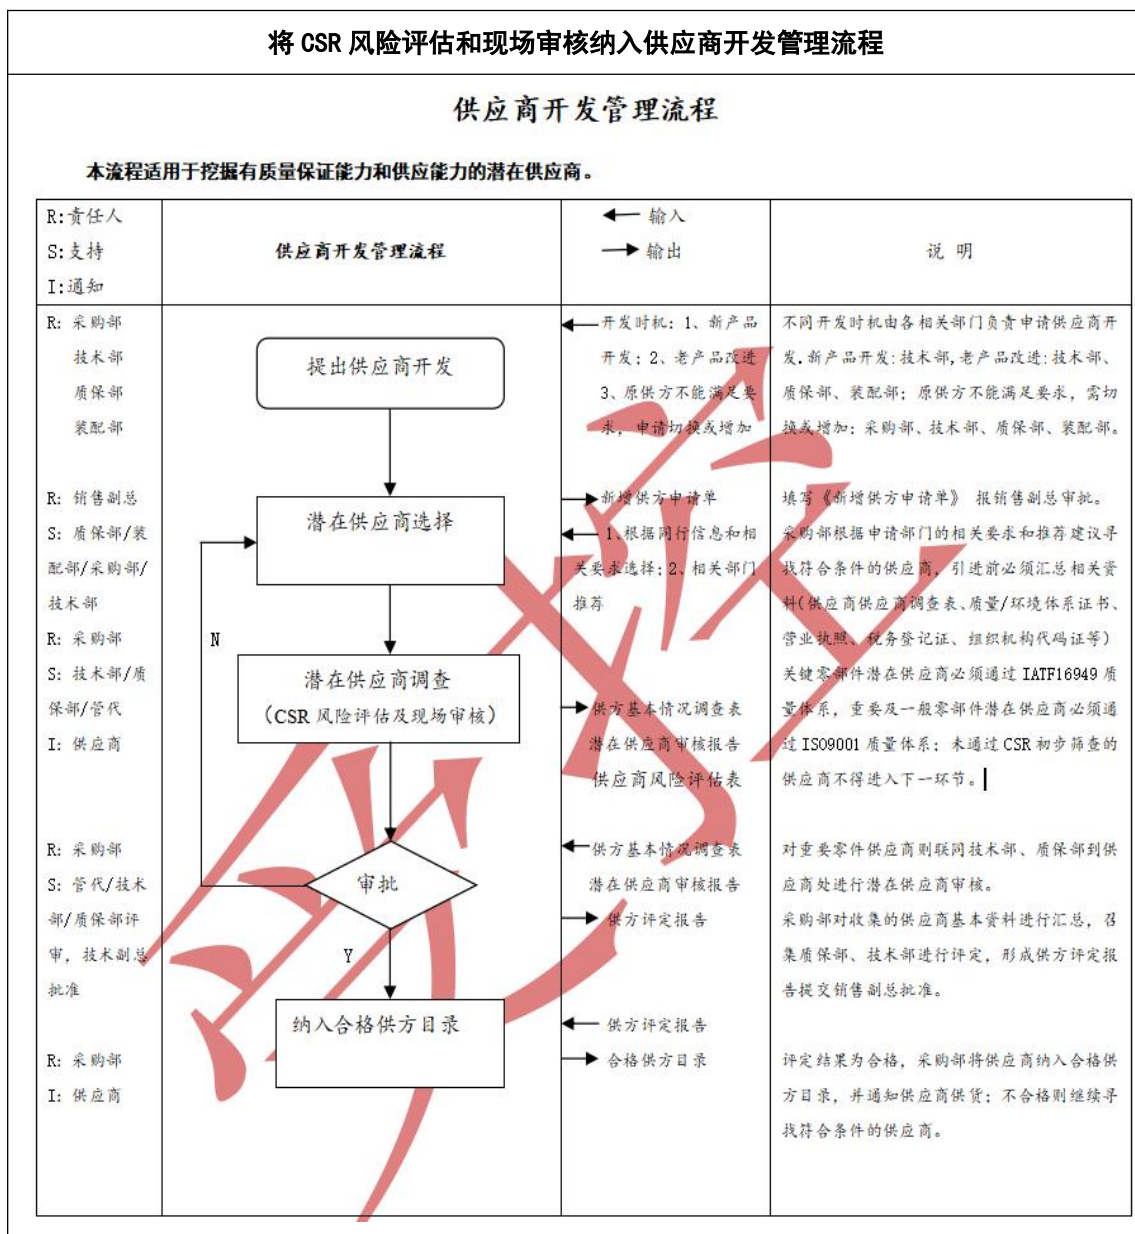 将 CSR 风险评估和现场审核纳入供应商开发管理流程
供应商开发管理流程
本流程适用于挖掘有质量保证能力和供应能力的潜在供应商。
R:责任人
S:支持
I:通知
供应商开发管理流程
← 输入
→ 输出
说 明
R: 采购部
技术部
质保部
装配部
提出供应商开发
开发时机: 1、新产品
开发; 2、老产品改进
3、原供方不能满足要
求, 申请切换或增加
不同开发时机由各相关部门负责申请供应商开
发.新产品开发:技术部,老产品改进:技术部、
质保部、装配部; 原供方不能满足要求, 需切
换或增加: 采购部、技术部、质保部、装配部。
R: 销售副总
S: 质保部/装
配部/采购部/
技术部
潜在供应商选择
新增供方申请单
1、根据同行信息和相
关要求选择; 2、相关部门
推荐
填写《新增供方申请单》 报销售副总审批。
采购部根据申请部门的相关要求和推荐建议寻
找符合条件的供应商, 引进前必须汇总相关资
料(供应商供应商调查表、质量/环境体系证书、
营业执照、税务登记证、组织机构代码证等)
关键零部件潜在供应商必须通过 IATF16949 质
量体系, 重要及一般零部件潜在供应商必须通
过 ISO9001 质量体系; 未通过 CSR 初步筛查的
供应商不得进入下一环节。
R: 采购部
S: 技术部/质
保部/管代
I: 供应商
N
潜在供应商调查
(CSR 风险评估及现场审核)
供方基本情况调查表
潜在供应商审核报告
供应商风险评估表
R: 采购部
S: 管代/技术
部/质保部评
审, 技术副总
批准
审批
Y
供方基本情况调查表
潜在供应商审核报告
供方评定报告
对重要零件供应商则联同技术部、质保部到供
应商处进行潜在供应商审核。
采购部对收集的供应商基本资料进行汇总, 召
集质保部、技术部进行评定, 形成供方评定报
告提交销售副总批准。
R: 采购部
I: 供应商
纳入合格供方目录
供方评定报告
合格供方目录
评定结果为合格, 采购部将供应商纳入合格供
方目录, 并通知供应商供货; 不合格则继续寻
找符合条件的供应商。